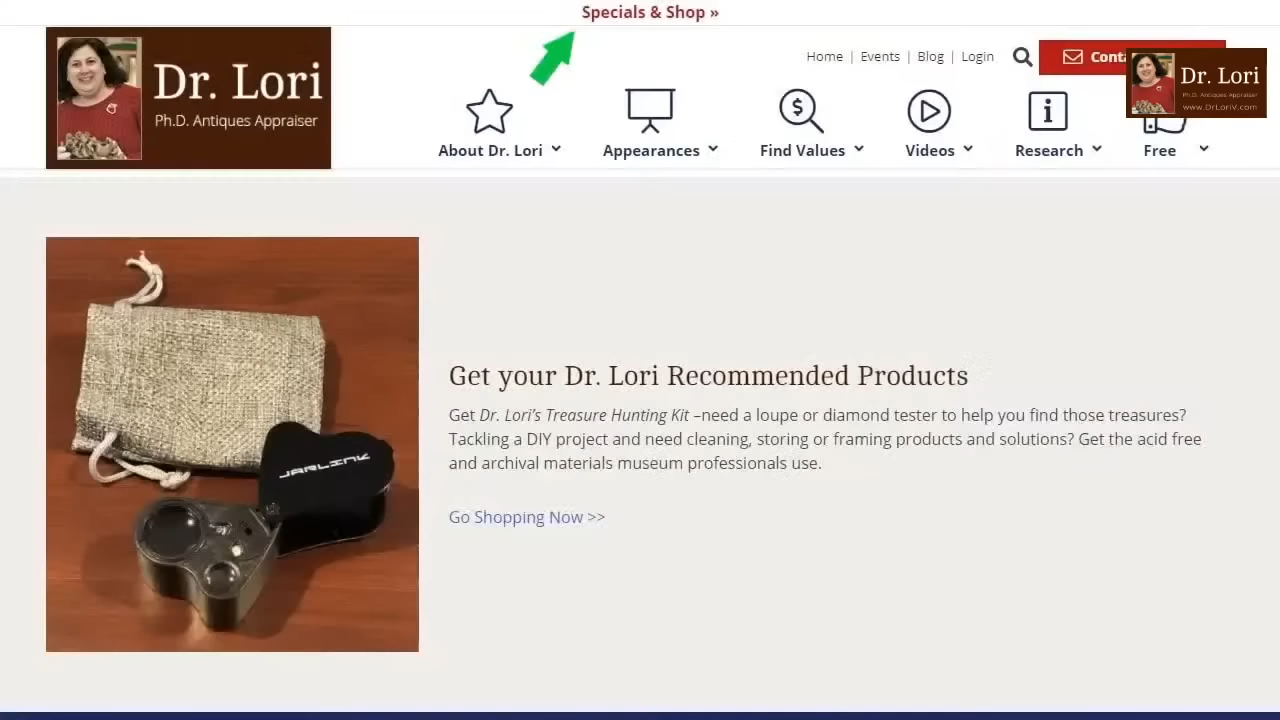 Specials & Shop »
Dr. Lori
Ph.D. Antiques Appraiser
Home | Events | Blog | Login
Conta
Dr. Lori
Ph.D. Antiques Appraiser
www.DrLoriV.com
About Dr. Lori
Appearances
Find Values
Videos
Research
Free
JARLINK
Get your Dr. Lori Recommended Products
Get Dr. Lori's Treasure Hunting Kit –need a loupe or diamond tester to help you find those treasures?
Tackling a DIY project and need cleaning, storing or framing products and solutions? Get the acid free
and archival materials museum professionals use.
Go Shopping Now >>